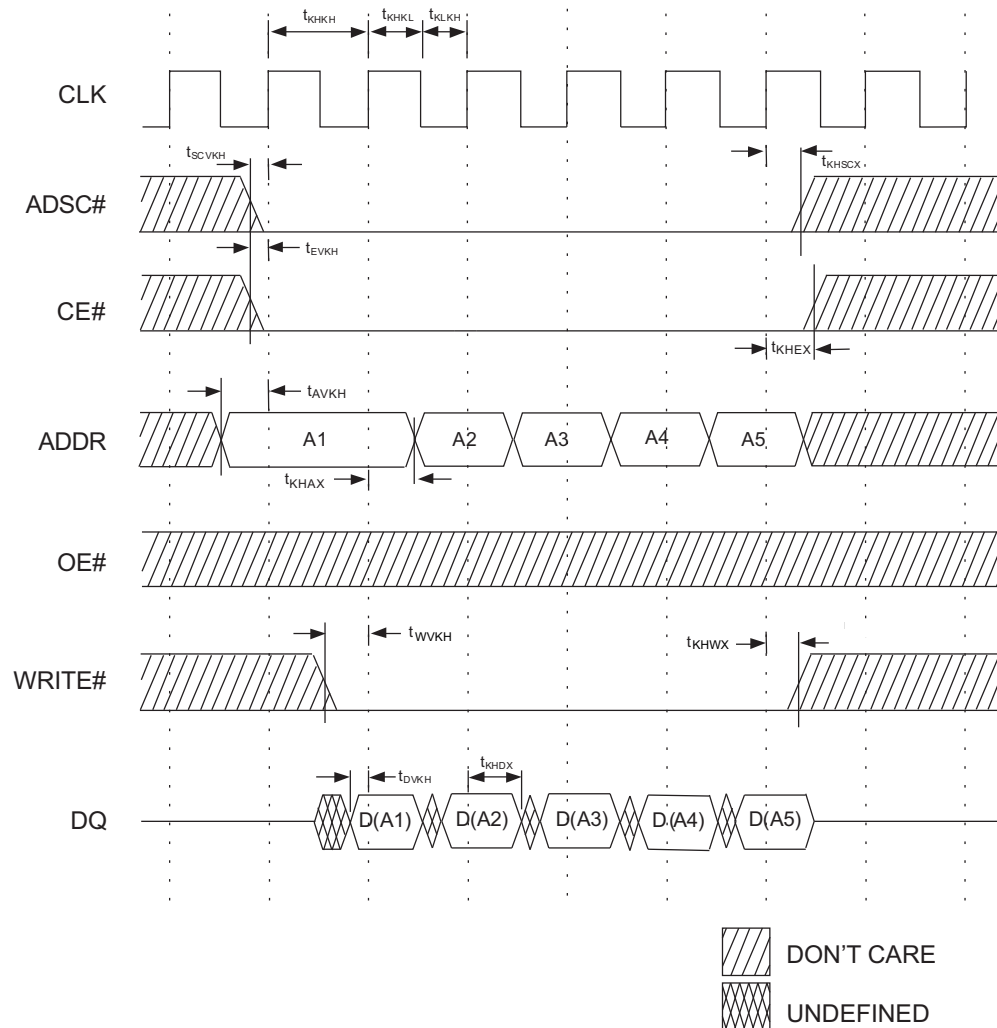 tKHKH tKHKL tKLKH
CLK
tSCVKH tKHSCX
ADSC#
tEVKH
CE#
tKHEX
tAVKH
ADDR A1 A2 A3 A4 A5
tKHAX
OE#
tWVKH tKHWX
WRITE#
tDVKH tKHDX
DQ D(A1) D(A2) D(A3) D(A4) D(A5)
DON'T CARE
UNDEFINED